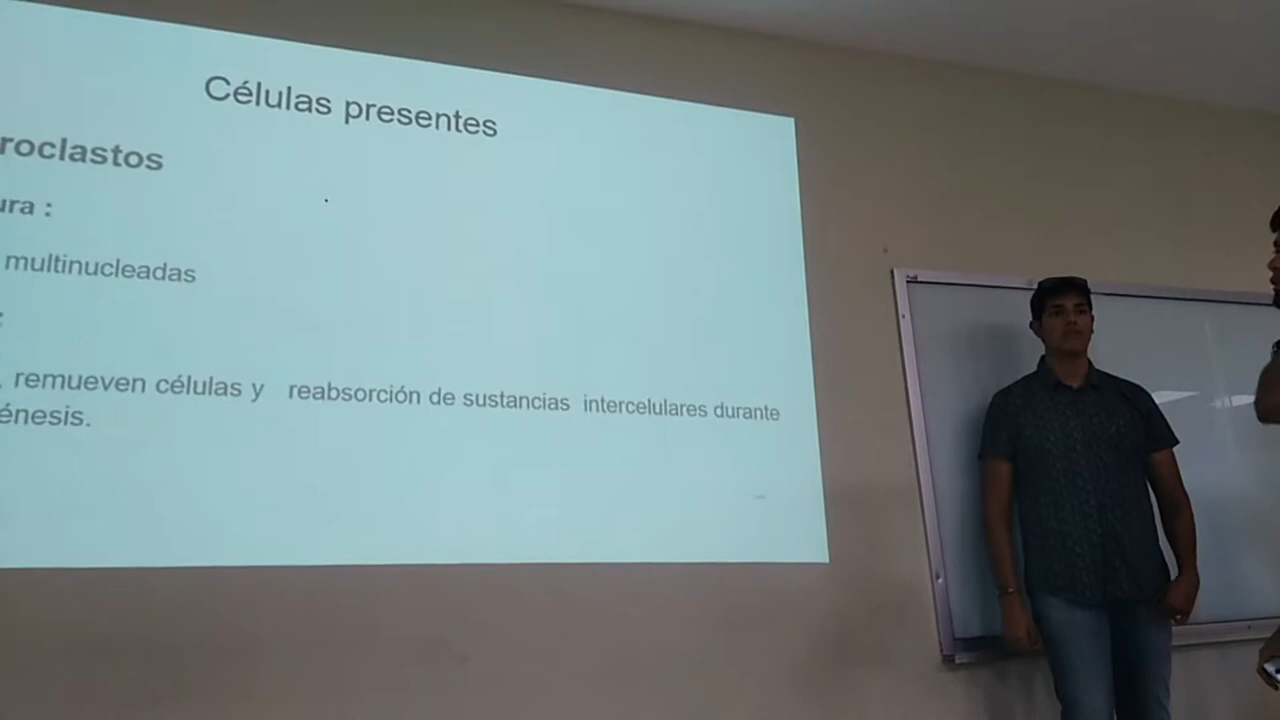 Células presentes
roclastos
ura :
multinucleadas
:
, remueven células y reabsorción de sustancias intercelulares durante
énesis.